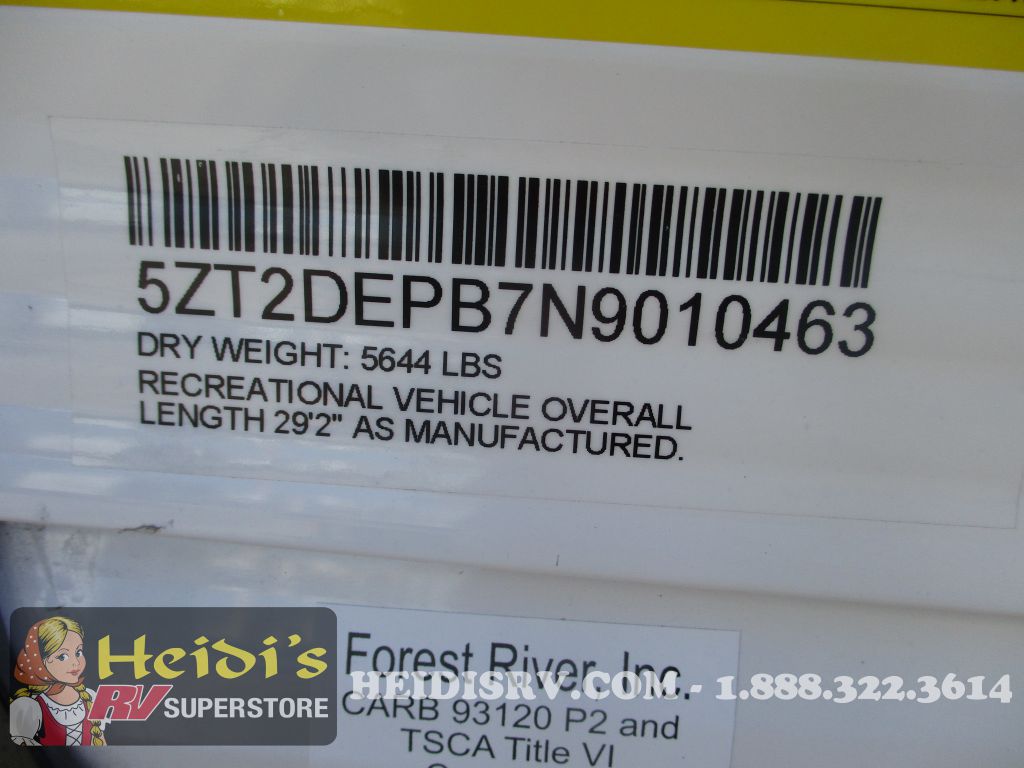 5ZT2DEPB7N9010463
DRY WEIGHT: 5644 LBS
RECREATIONAL VEHICLE OVERALL
LENGTH 29'2" AS MANUFACTURED.
Forest River, Inc.
CARB 93120 P2 and
TSCA Title VI
Heidi's
RV SUPERSTORE
HEIDISRV.COM - 1.888.322.3614